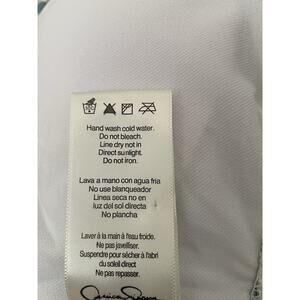 Hand wash cold water.
Do not bleach.
Line dry not in
Direct sunlight.
Do not iron.
Lava a mano con agua fria
No use blanqueador
Linea seca no en
luz del sol directa
No plancha
Laver à la main à l'eau froide.
Ne pas javelliser.
Suspendre pour sécher à l'abri
du soleil direct
Ne pas repasser.